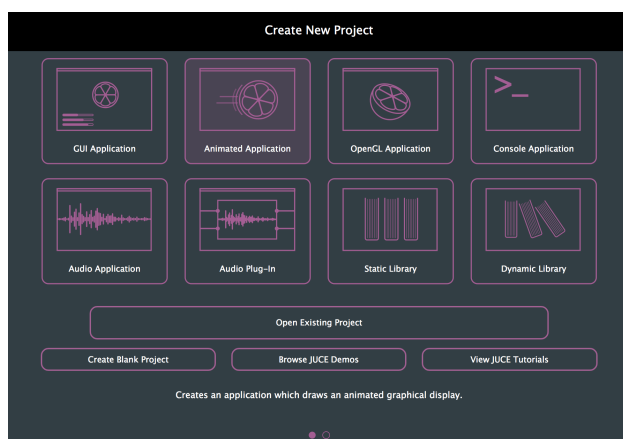 Create New Project
GUI Application
Animated Application
OpenGL Application
>_
Console Application
Audio Application
Audio Plug-In
Static Library
Dynamic Library
Open Existing Project
Create Blank Project
Browse JUCE Demos
View JUCE Tutorials
Creates an application which draws an animated graphical display.